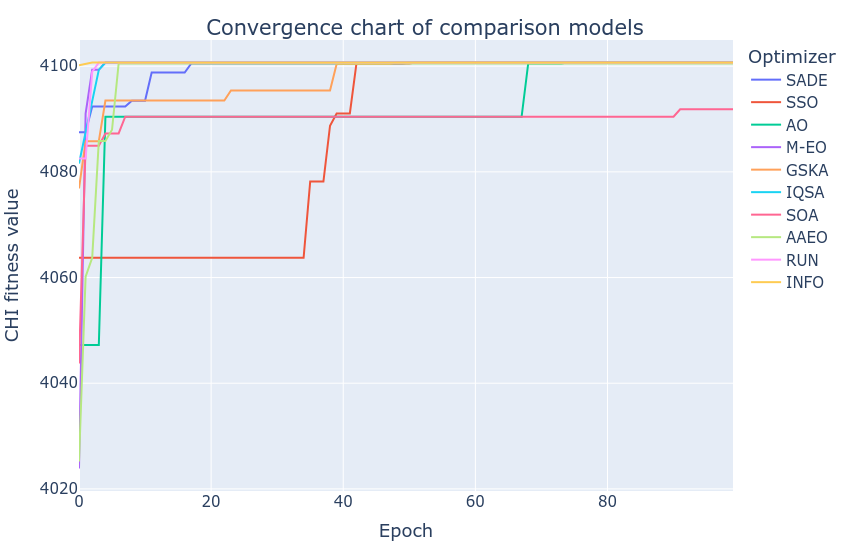 Convergence chart of comparison models
CHI fitness value
4100
4080
4060
4040
4020
0
20
40
60
80
Epoch
Optimizer
SADE
SSO
AO
M-EO
GSKA
IQSA
SOA
AAEO
RUN
INFO